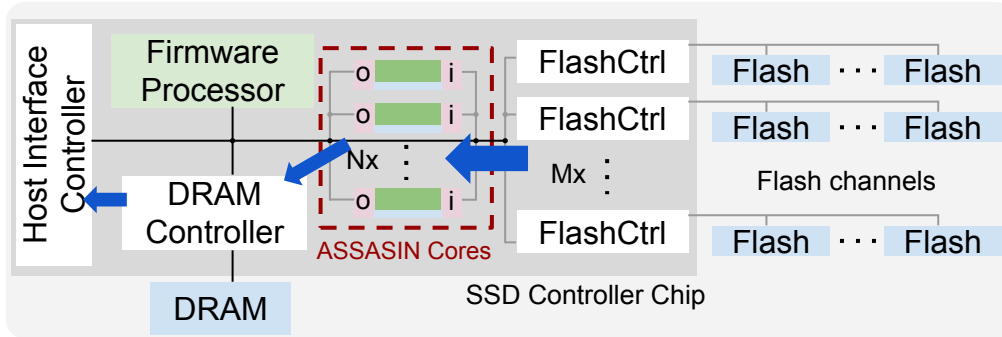 Host Interface
Controller
Firmware
Processor
o i
o i
Nx
o i
ASSASIN Cores
DRAM
Controller
DRAM
FlashCtrl
FlashCtrl
Mx
FlashCtrl
SSD Controller Chip
Flash Flash
Flash Flash
Flash channels
Flash Flash